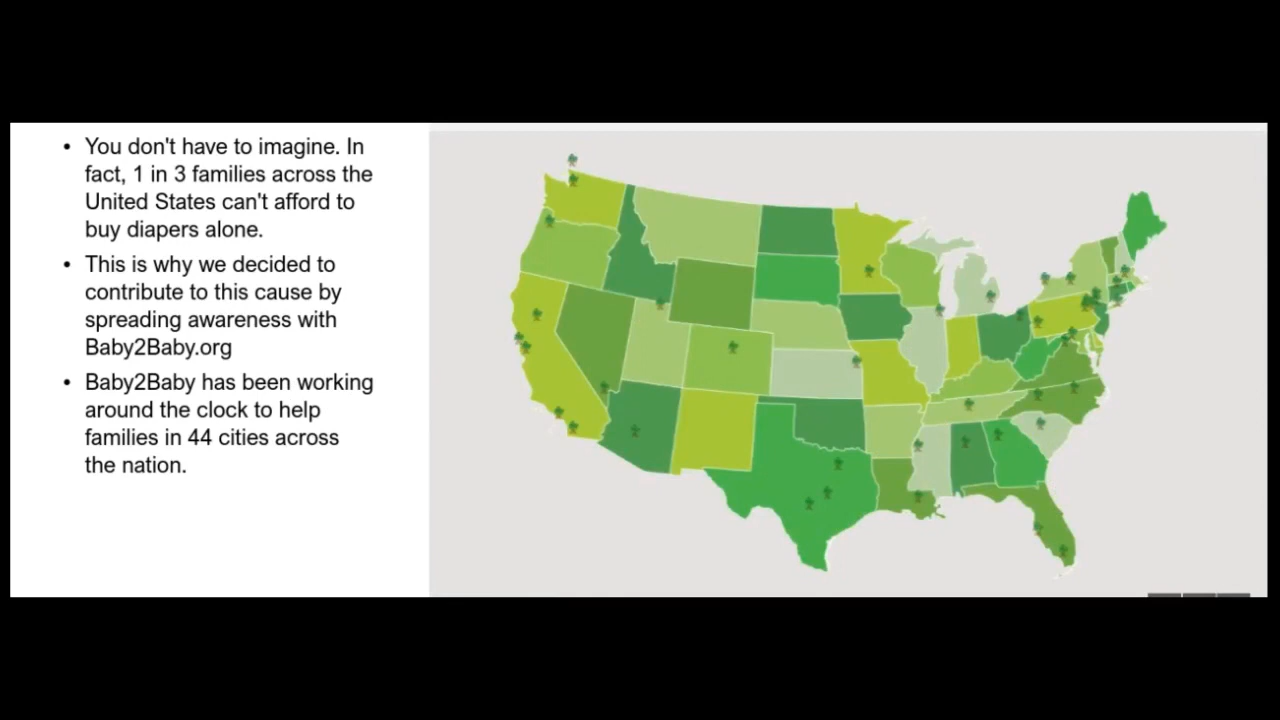 • You don't have to imagine. In
fact, 1 in 3 families across the
United States can't afford to
buy diapers alone.
• This is why we decided to
contribute to this cause by
spreading awareness with
Baby2Baby.org
• Baby2Baby has been working
around the clock to help
families in 44 cities across
the nation.